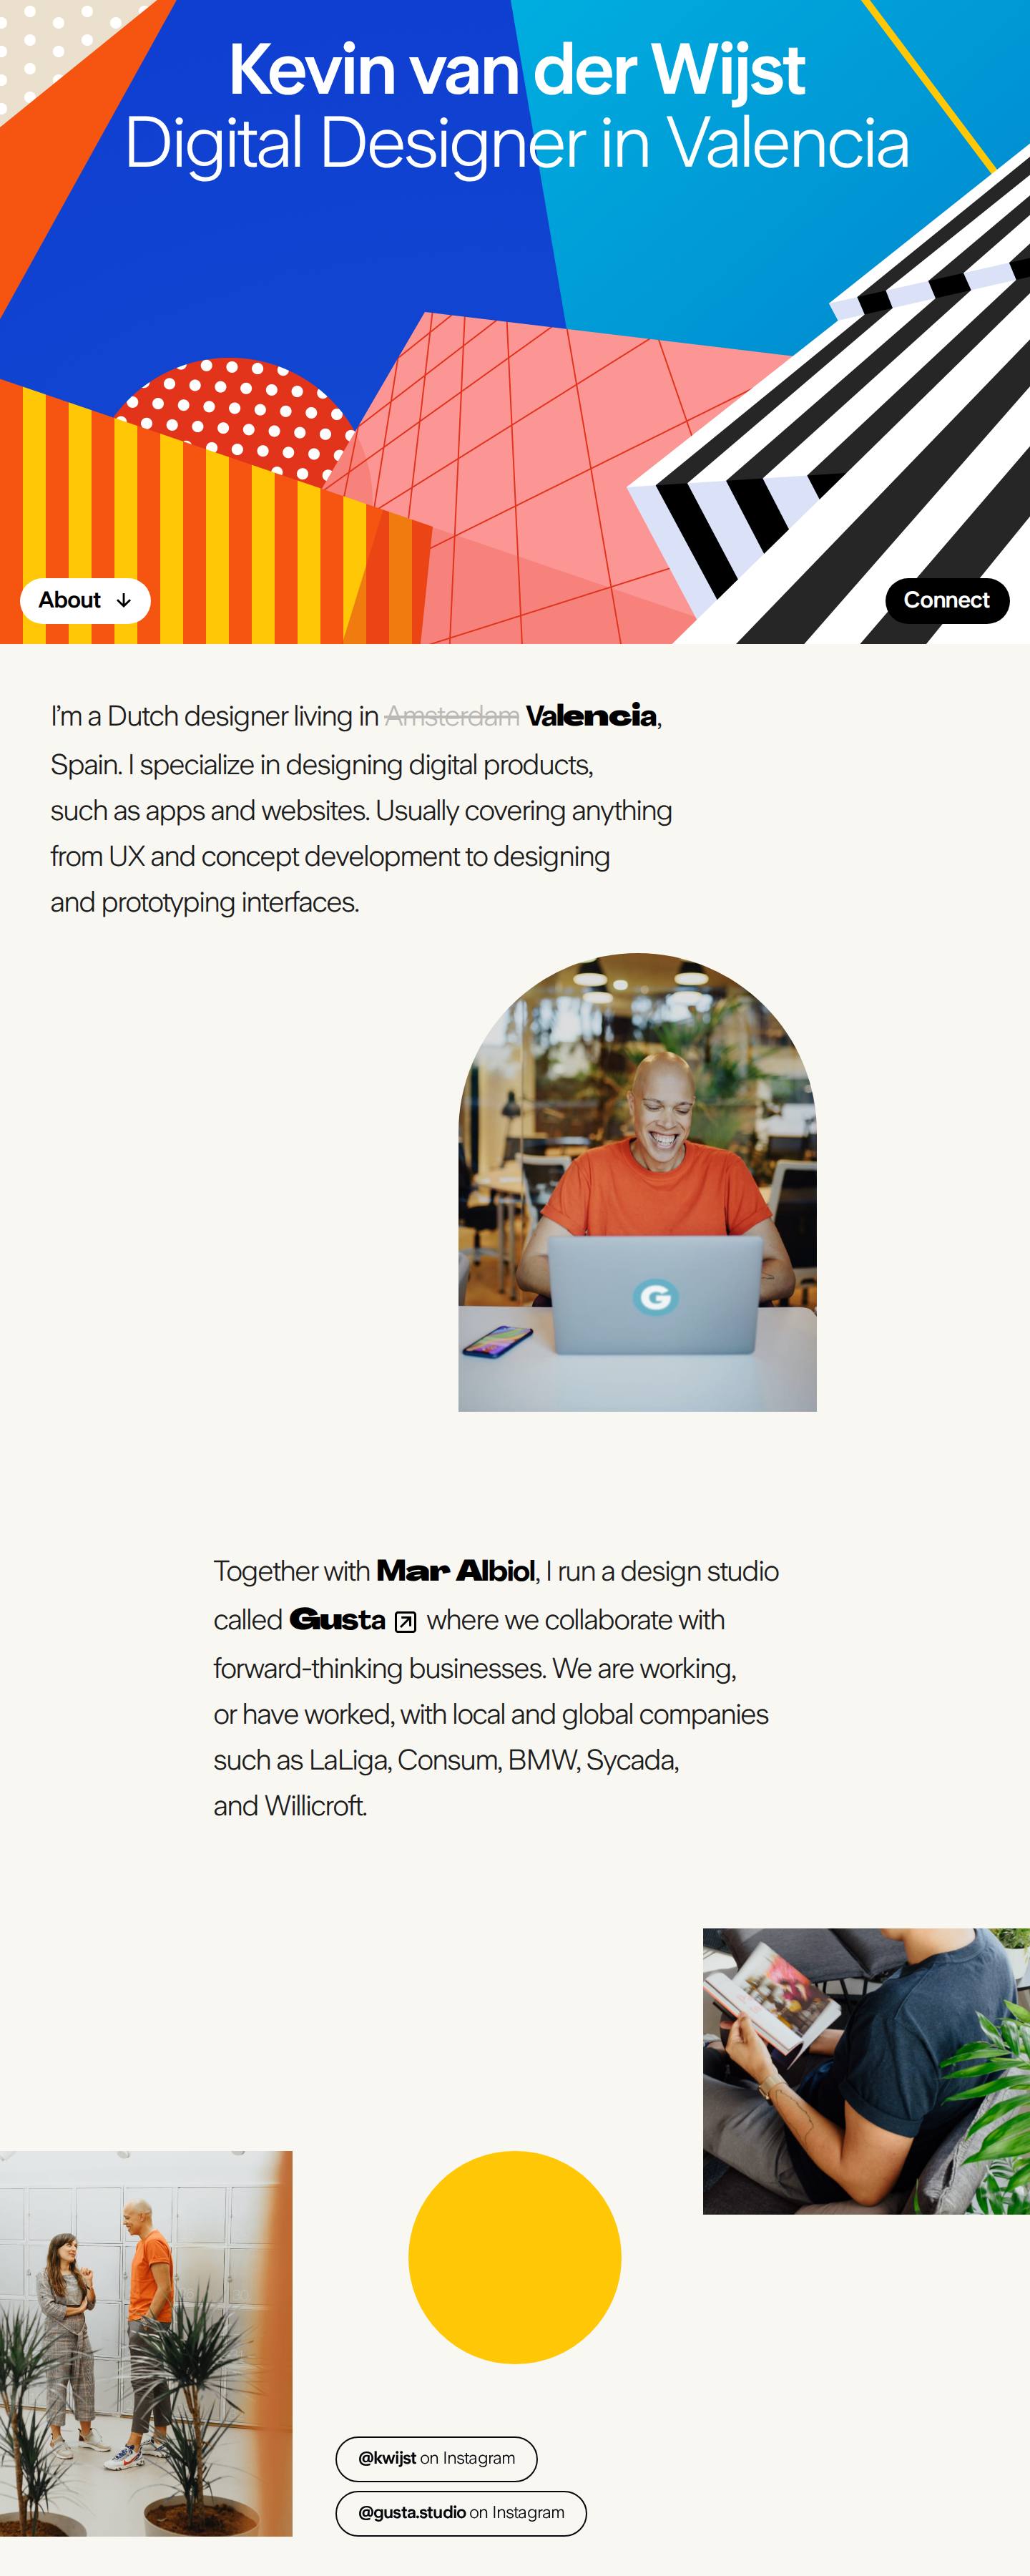 Kevin van der Wijst
Digital Designer in Valencia
About ↓
Connect
I’m a Dutch designer living in Amsterdam Valencia,
Spain. I specialize in designing digital products,
such as apps and websites. Usually covering anything
from UX and concept development to designing
and prototyping interfaces.
G
Together with Mar Albiol, I run a design studio
called Gusta where we collaborate with
forward-thinking businesses. We are working,
or have worked, with local and global companies
such as LaLiga, Consum, BMW, Sycada,
and Willicroft.
@kwijst on Instagram
@gusta.studio on Instagram